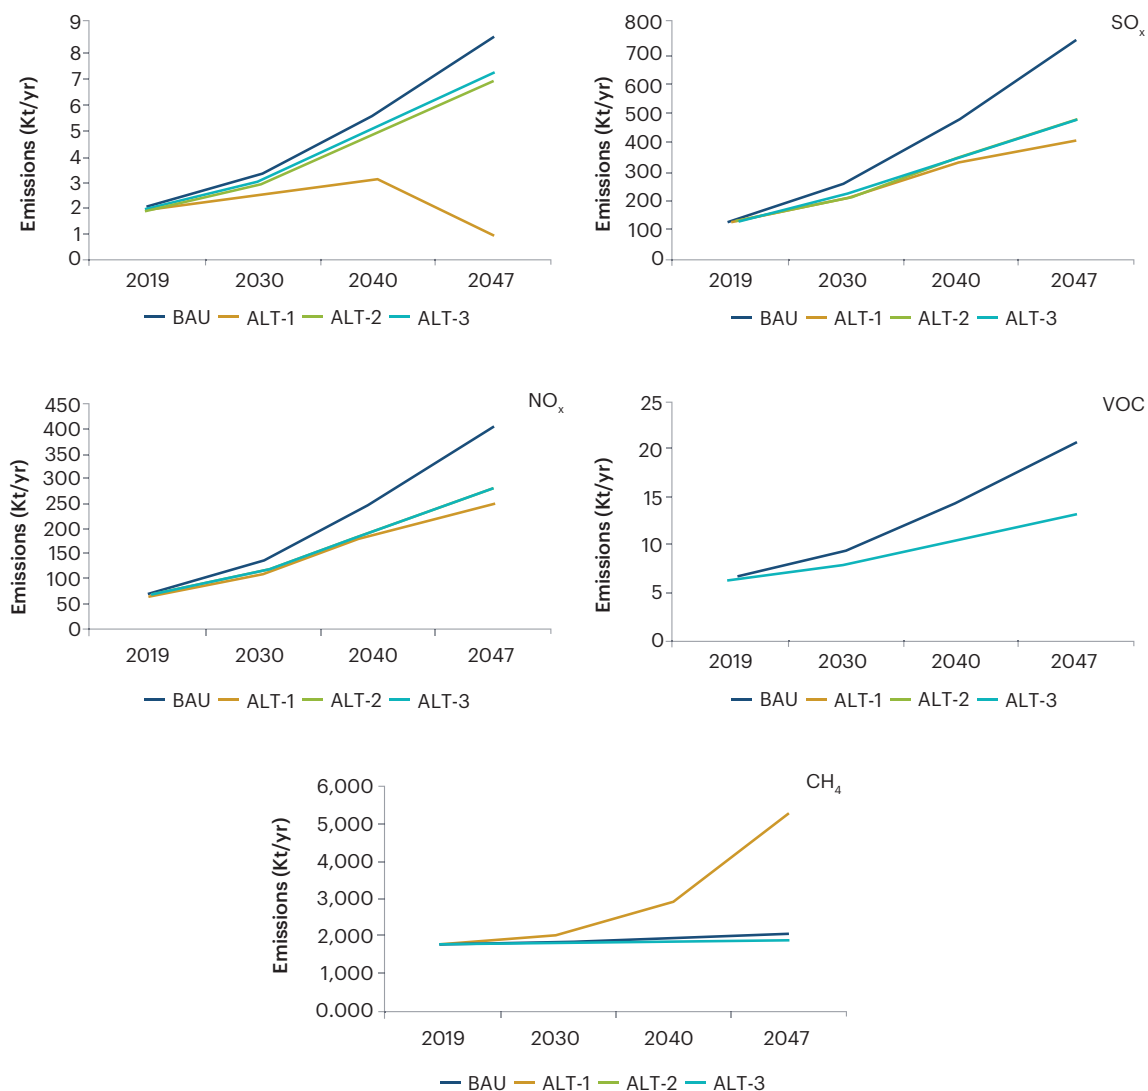 9
8
7
6
5
4
3
2
1
0
Emissions (Kt/yr)
2019 2030 2040 2047
BAU ALT-1 ALT-2 ALT-3
SOₓ
800
700
600
500
400
300
200
100
0
Emissions (Kt/yr)
2019 2030 2040 2047
BAU ALT-1 ALT-2 ALT-3
NOₓ
450
400
350
300
250
200
150
100
50
0
Emissions (Kt/yr)
2019 2030 2040 2047
BAU ALT-1 ALT-2 ALT-3
VOC
25
20
15
10
5
0
Emissions (Kt/yr)
2019 2030 2040 2047
BAU ALT-1 ALT-2 ALT-3
CH₄
6,000
5,000
4,000
3,000
2,000
1,000
0.000
Emissions (Kt/yr)
2019 2030 2040 2047
BAU ALT-1 ALT-2 ALT-3